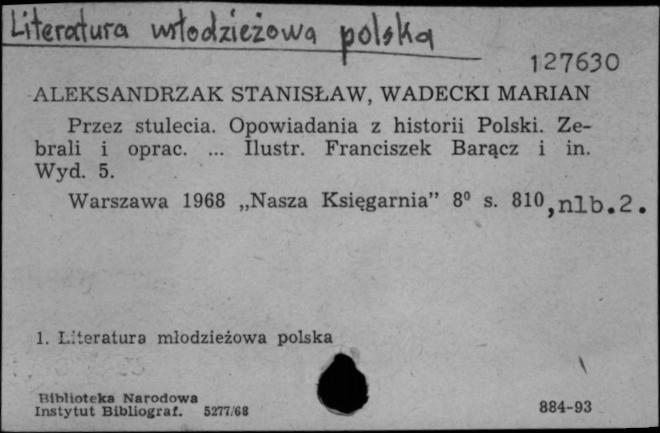 Literatura młodzieżowa polska
127630
ALEKSANDRZAK STANISŁAW, WADECKI MARIAN
Przez stulecia. Opowiadania z historii Polski. Ze-
brali i oprac. ... Ilustr. Franciszek Barącz i in.
Wyd. 5.
Warszawa 1968 „Nasza Księgarnia” 8⁰ s. 810,nlb.2.
1. Literatura młodzieżowa polska
Biblioteka Narodowa
Instytut Bibliograf. 5277/68
884-93